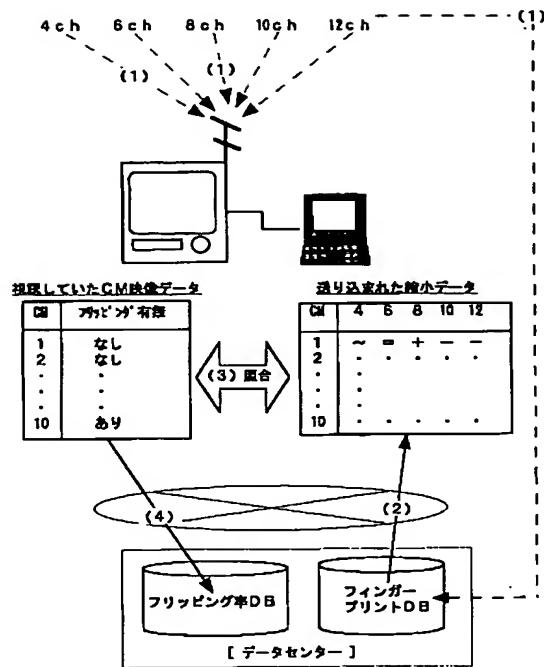 4ch 6ch 8ch 10ch 12ch (1)
(1) (1)
視聴していたCM映像データ
CM フリッピング有無
1 なし
2 なし
・ ・
・ ・
・ ・
10 あり
(3)照合
送り込まれた縮小データ
CM 4 6 8 10 12
1 ~ = + − −
2 ・ ・ ・ ・ ・
・ ・
・ ・
・ ・
10 ・ ・ ・ ・ ・
(4) (2)
フリッピング率DB
フィンガー
プリントDB
[ データセンター ]